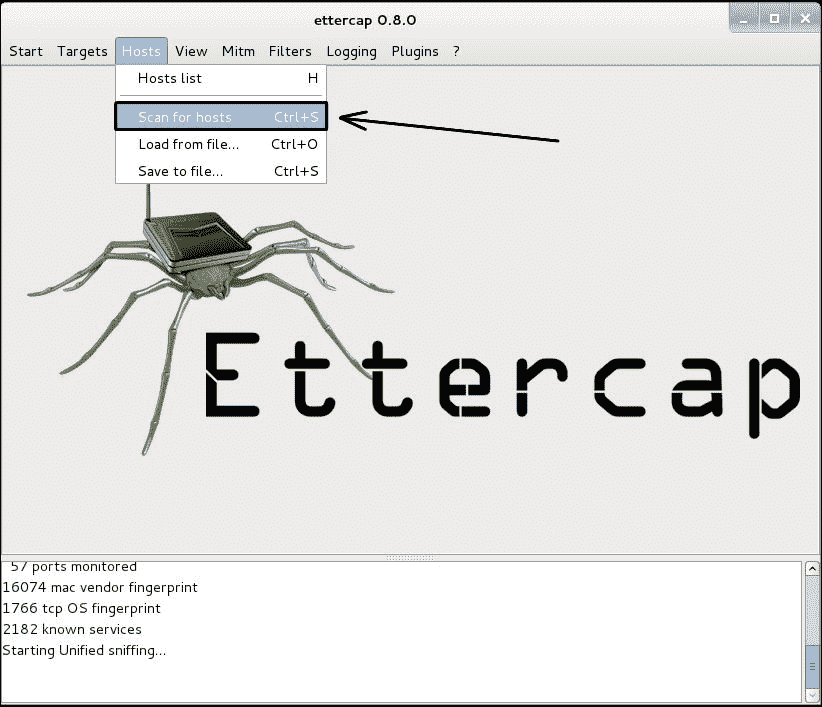 ettercap 0.8.0
Start Targets Hosts View Mitm Filters Logging Plugins ?
Hosts list H
Scan for hosts Ctrl+S
Load from file... Ctrl+O
Save to file... Ctrl+S
Ettercap
57 ports monitored
16074 mac vendor fingerprint
1766 tcp OS fingerprint
2182 known services
Starting Unified sniffing...